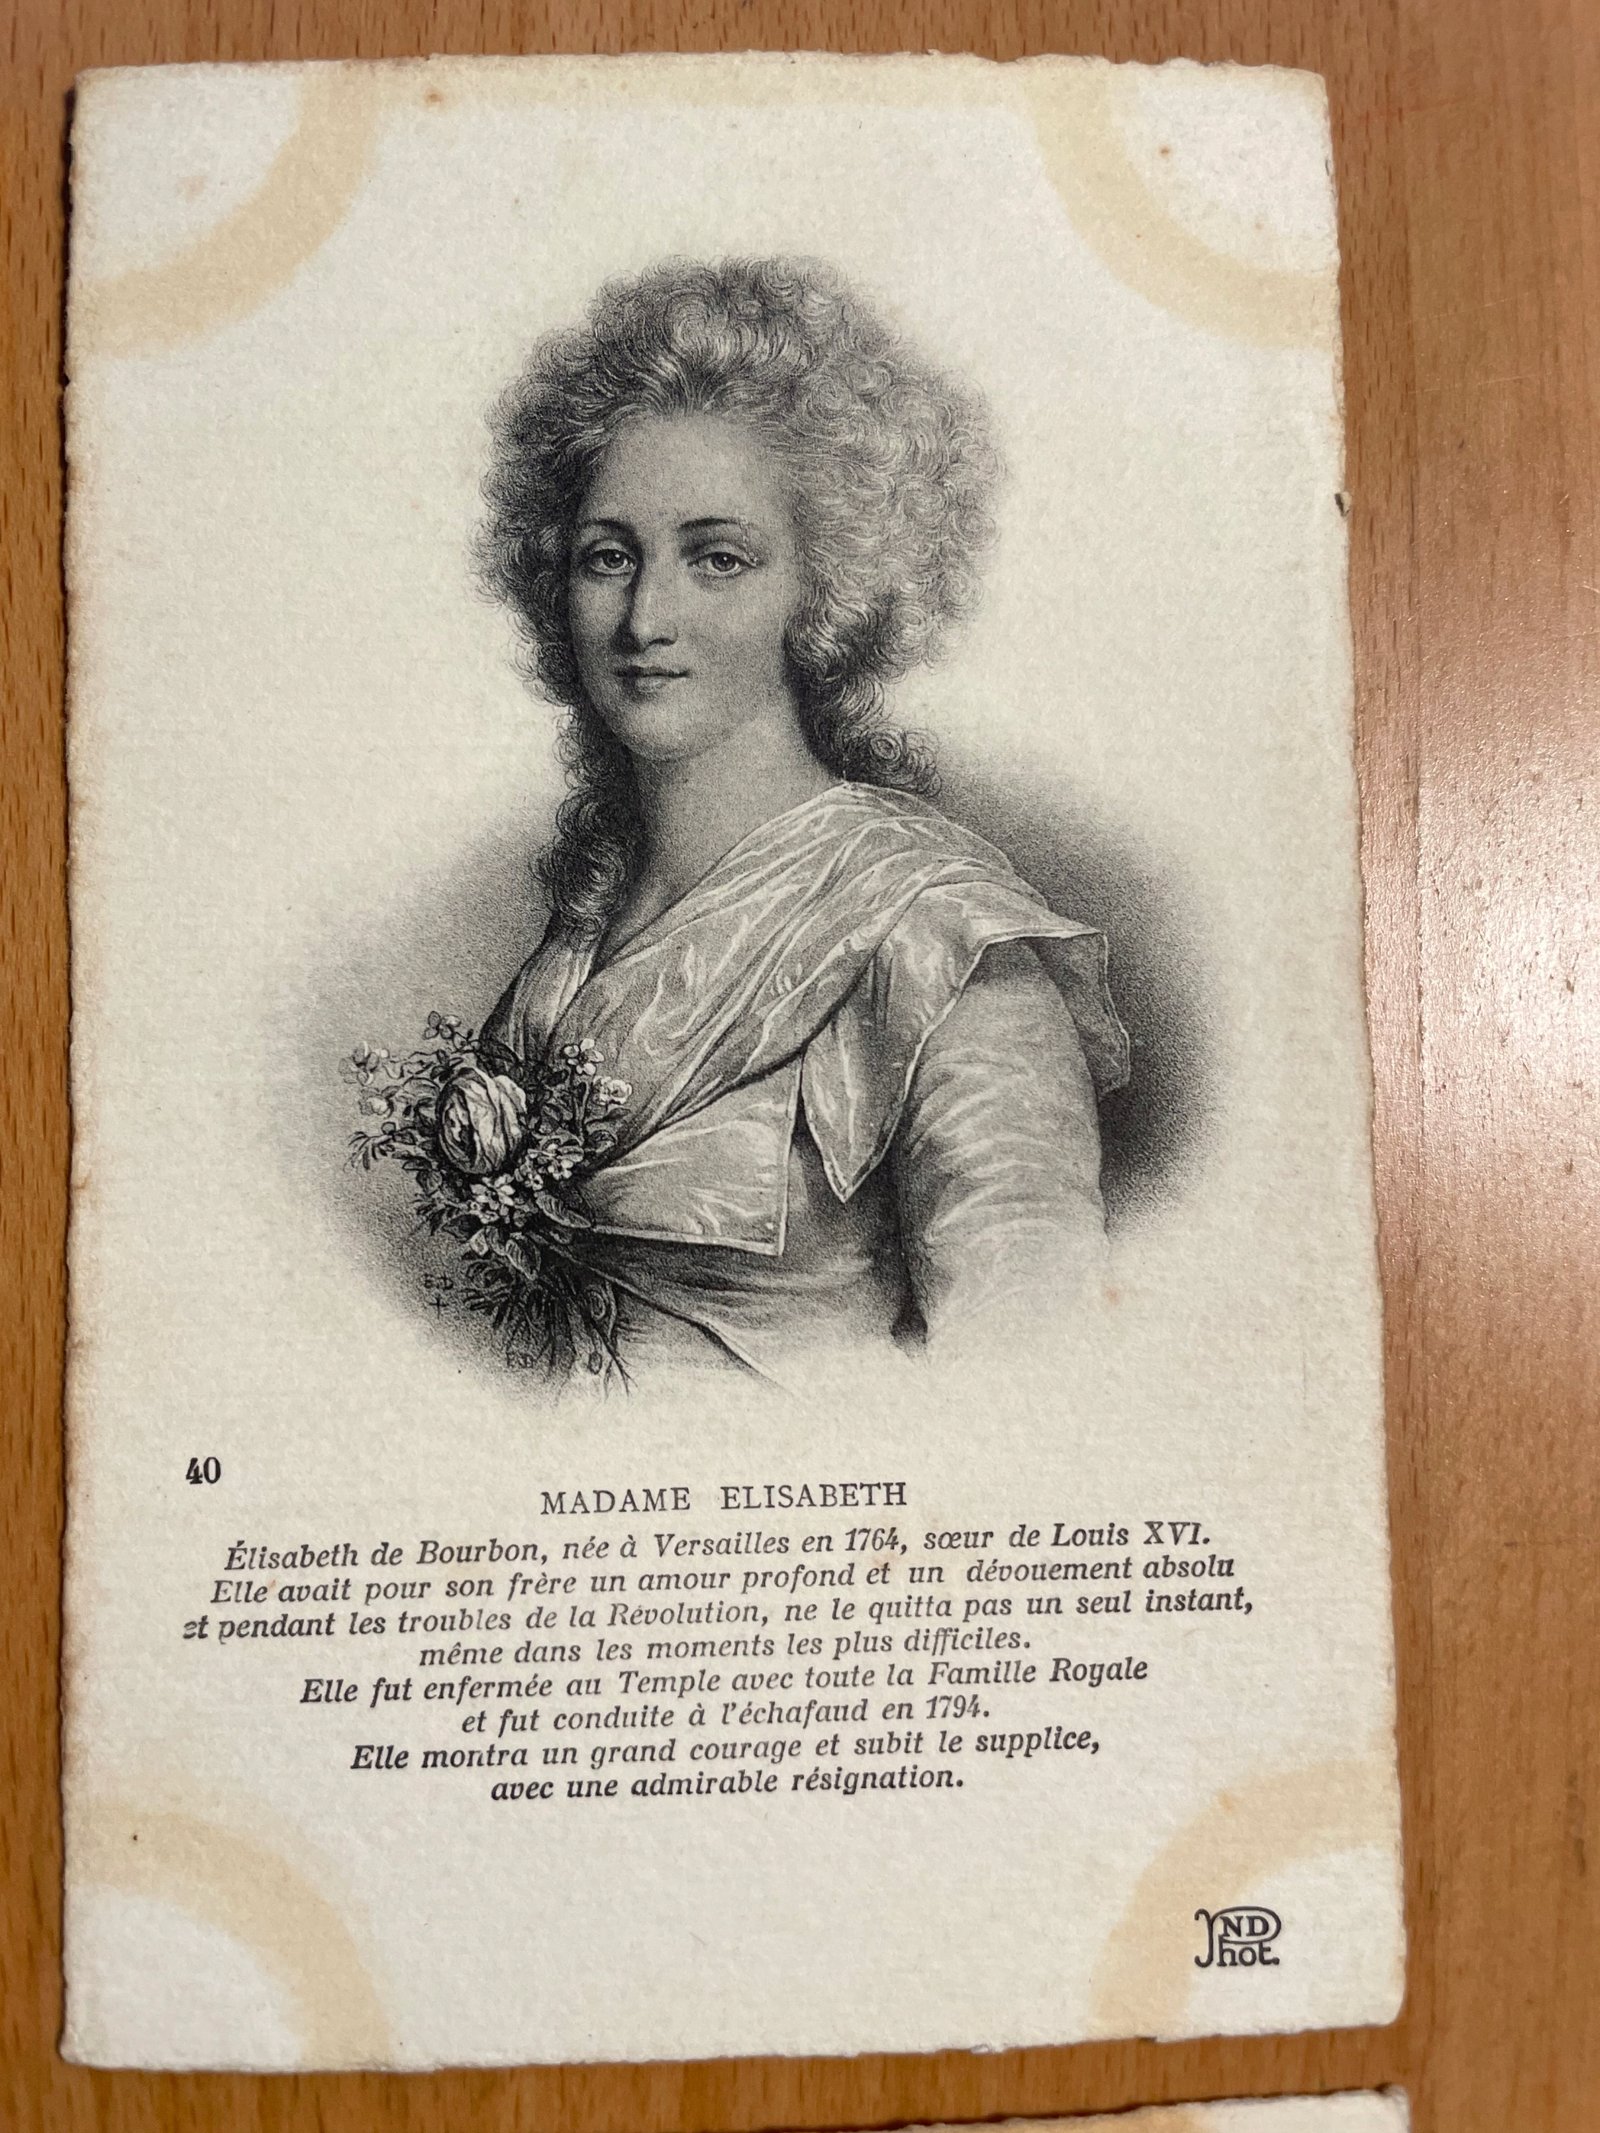 E D
E D
40
MADAME ELISABETH
Élisabeth de Bourbon, née à Versailles en 1764, sœur de Louis XVI.
Elle avait pour son frère un amour profond et un dévouement absolu
et pendant les troubles de la Révolution, ne le quitta pas un seul instant,
même dans les moments les plus difficiles.
Elle fut enfermée au Temple avec toute la Famille Royale
et fut conduite à l'échafaud en 1794.
Elle montra un grand courage et subit le supplice,
avec une admirable résignation.
ND
Phot.